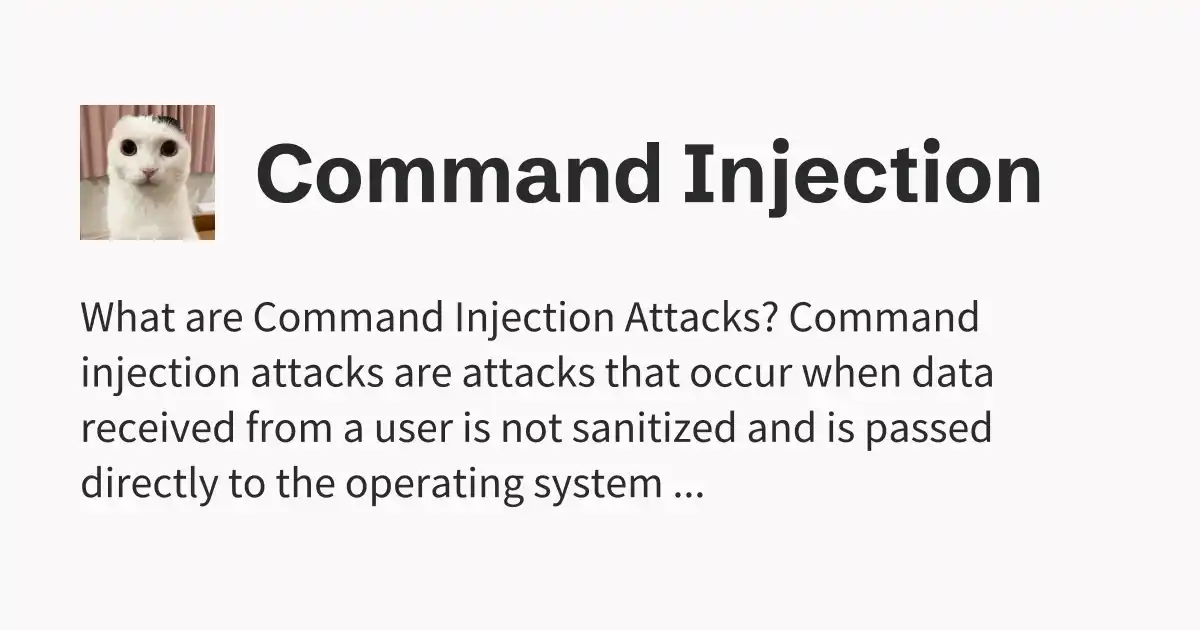 Command Injection
What are Command Injection Attacks? Command
injection attacks are attacks that occur when data
received from a user is not sanitized and is passed
directly to the operating system ...